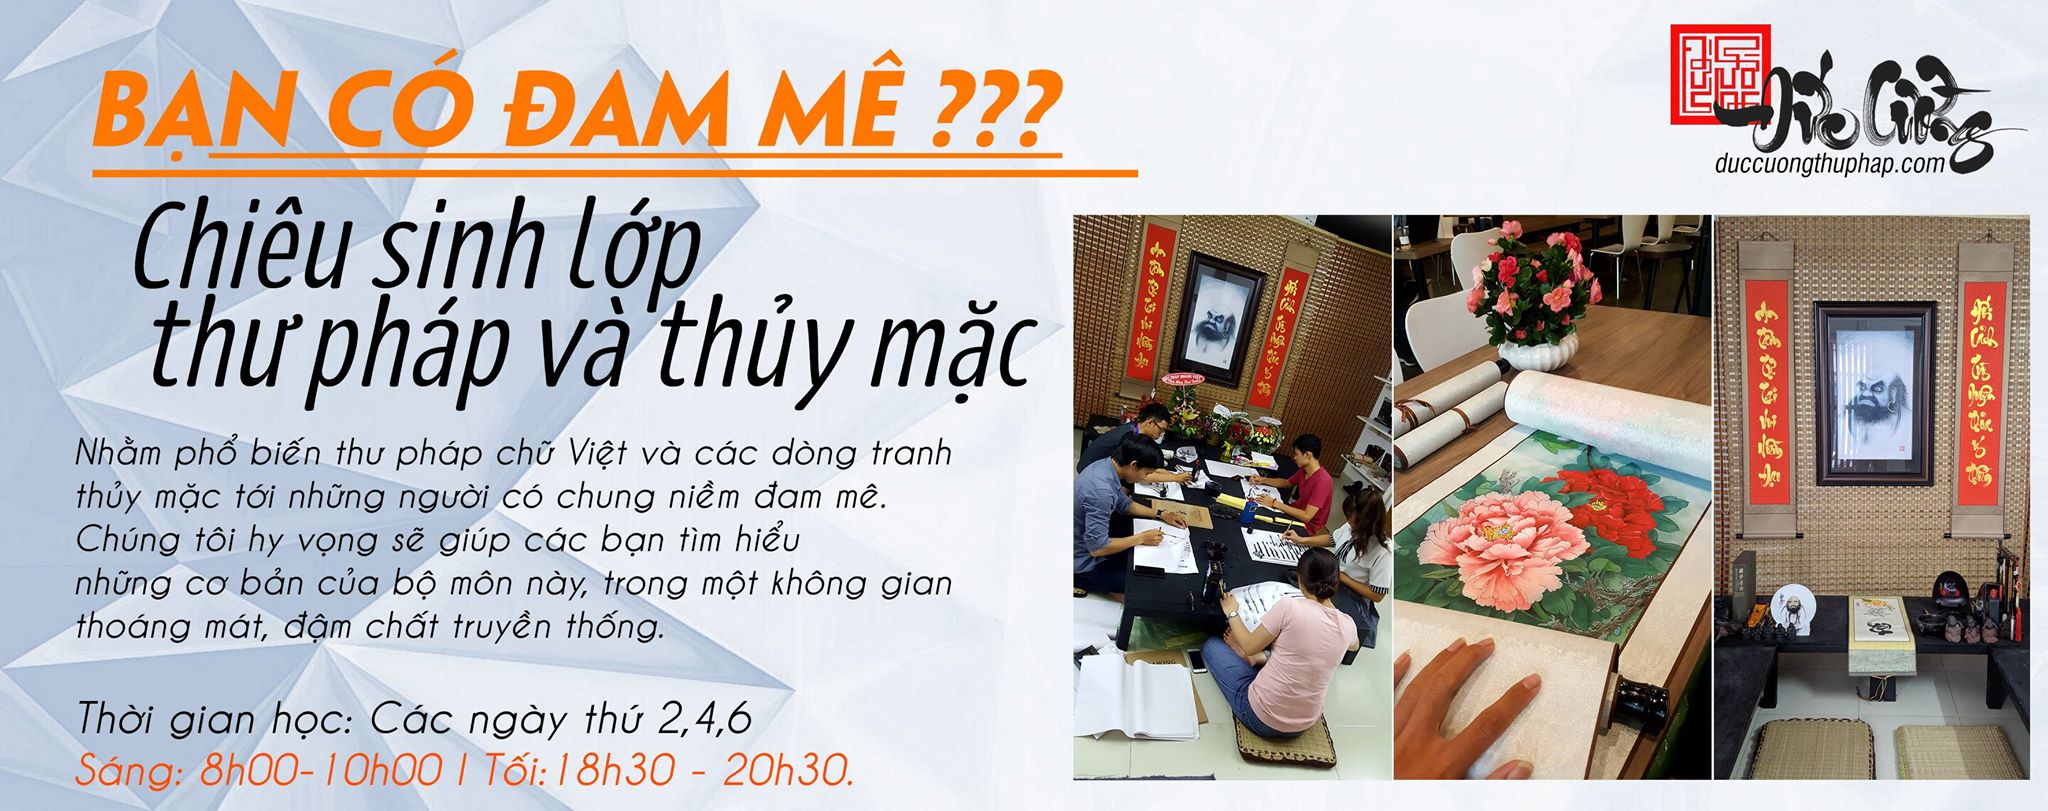 BẠN CÓ ĐAM MÊ ???
Chiêu sinh lớp
thư pháp và thủy mặc
Nhằm phổ biến thư pháp chữ Việt và các dòng tranh
thủy mặc tới những người có chung niềm đam mê.
Chúng tôi hy vọng sẽ giúp các bạn tìm hiểu
những cơ bản của bộ môn này, trong một không gian
thoáng mát, đậm chất truyền thống.
Thời gian học: Các ngày thứ 2,4,6
Sáng: 8h00-10h00 | Tối: 18h30 - 20h30.
Đức Cường
duccuongthuphap.com